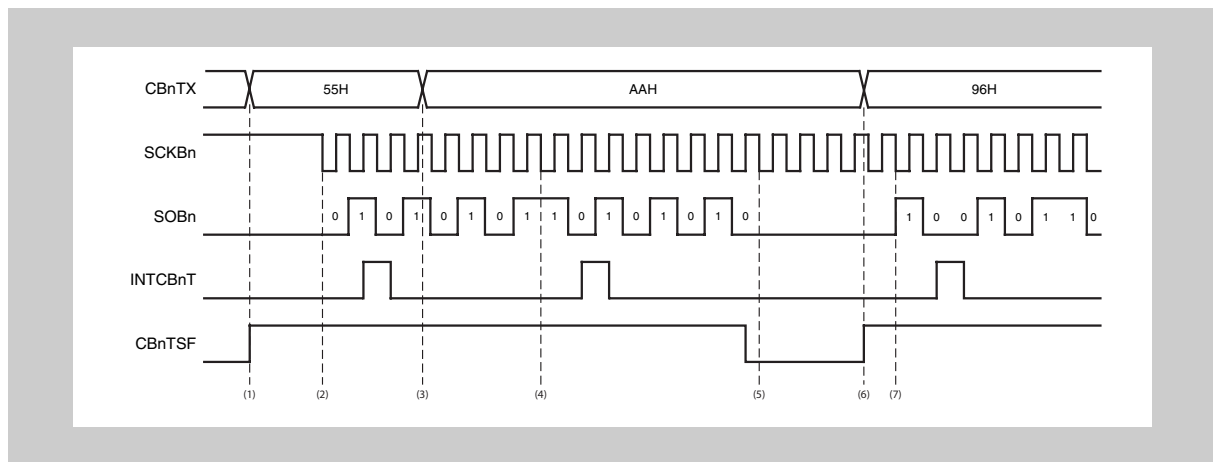 CBnTX 55H AAH 96H
SCKBn
SOBn 0 1 0 1 0 1 0 1 1 0 1 0 1 0 1 0 1 0 0 1 0 1 1 0
INTCBnT
CBnTSF
(1) (2) (3) (4) (5) (6) (7)